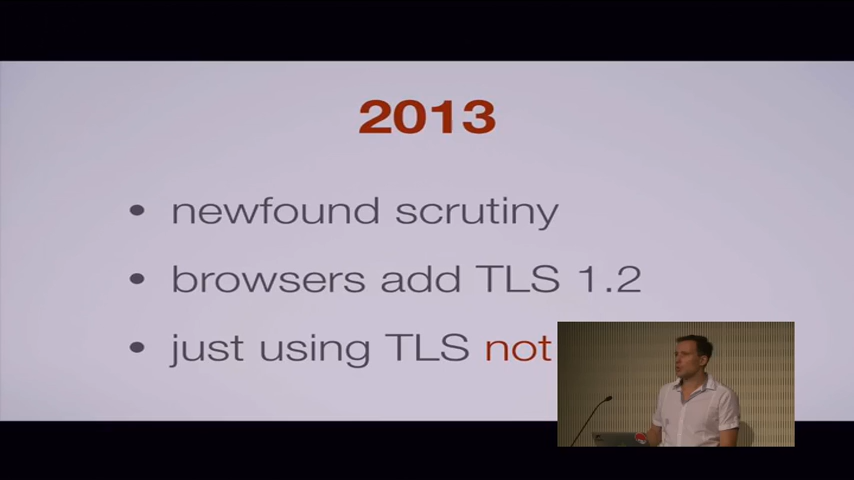 2013
• newfound scrutiny
• browsers add TLS 1.2
• just using TLS not